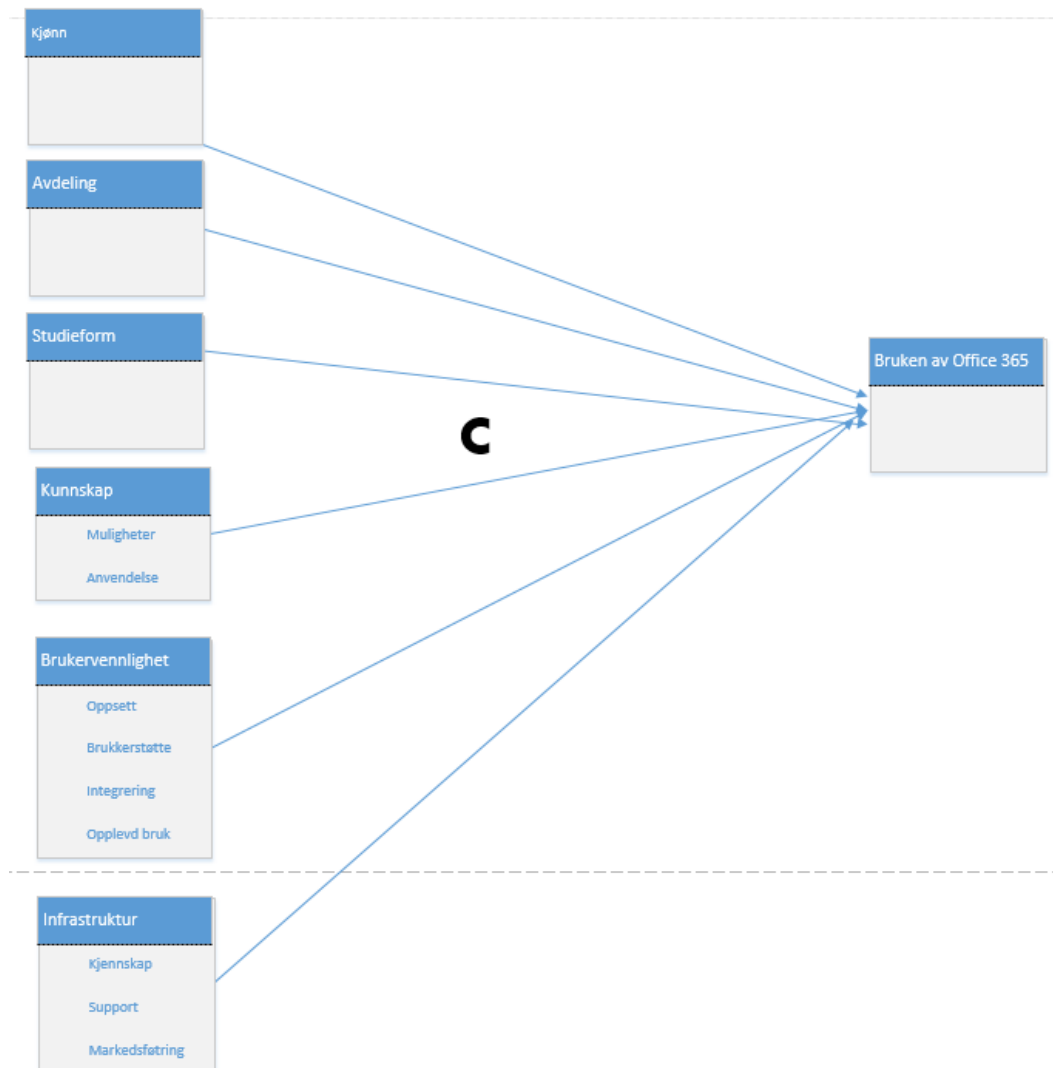 Kjønn
Avdeling
Studieform
Bruken av Office 365
C
Kunnskap
Muligheter
Anvendelse
Brukervennlighet
Oppsett
Brukkerstøtte
Integrering
Opplevd bruk
Infrastruktur
Kjennskap
Support
Markedsføtring